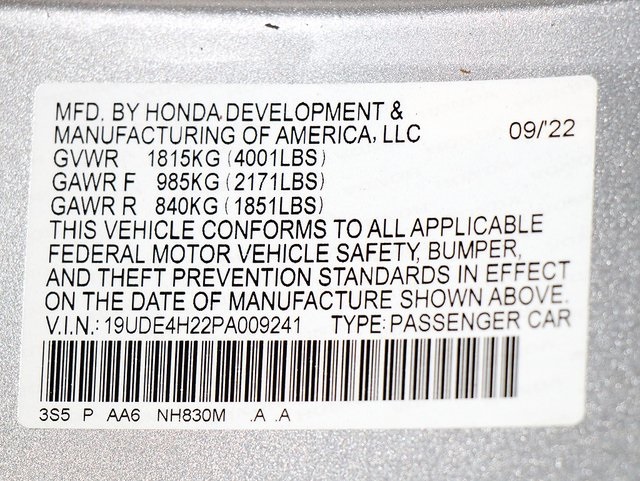 MFD. BY HONDA DEVELOPMENT &
MANUFACTURING OF AMERICA, LLC 09/'22
GVWR 1815KG (4001LBS)
GAWR F 985KG (2171LBS)
GAWR R 840KG (1851LBS)
THIS VEHICLE CONFORMS TO ALL APPLICABLE
FEDERAL MOTOR VEHICLE SAFETY, BUMPER,
AND THEFT PREVENTION STANDARDS IN EFFECT
ON THE DATE OF MANUFACTURE SHOWN ABOVE.
V.I.N.: 19UDE4H22PA009241 TYPE: PASSENGER CAR
3S5 P AA6 NH830M .A .A